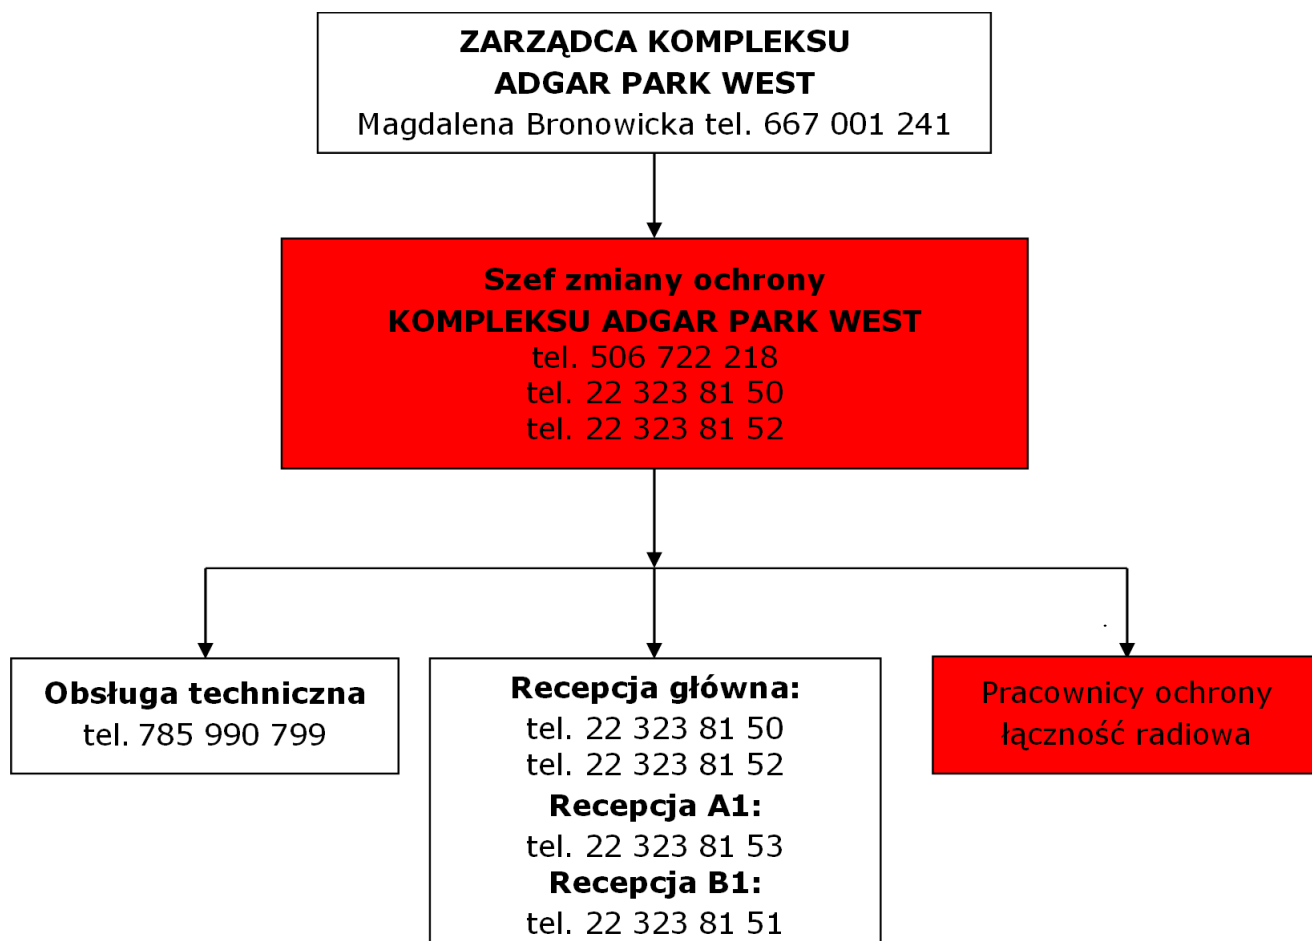 ZARZĄDCA KOMPLEKSU
ADGAR PARK WEST
Magdalena Bronowicka tel. 667 001 241
Szef zmiany ochrony
KOMPLEKSU ADGAR PARK WEST
tel. 506 722 218
tel. 22 323 81 50
tel. 22 323 81 52
Obsługa techniczna
tel. 785 990 799
Recepcja główna:
tel. 22 323 81 50
tel. 22 323 81 52
Recepcja A1:
tel. 22 323 81 53
Recepcja B1:
tel. 22 323 81 51
Pracownicy ochrony
łączność radiowa